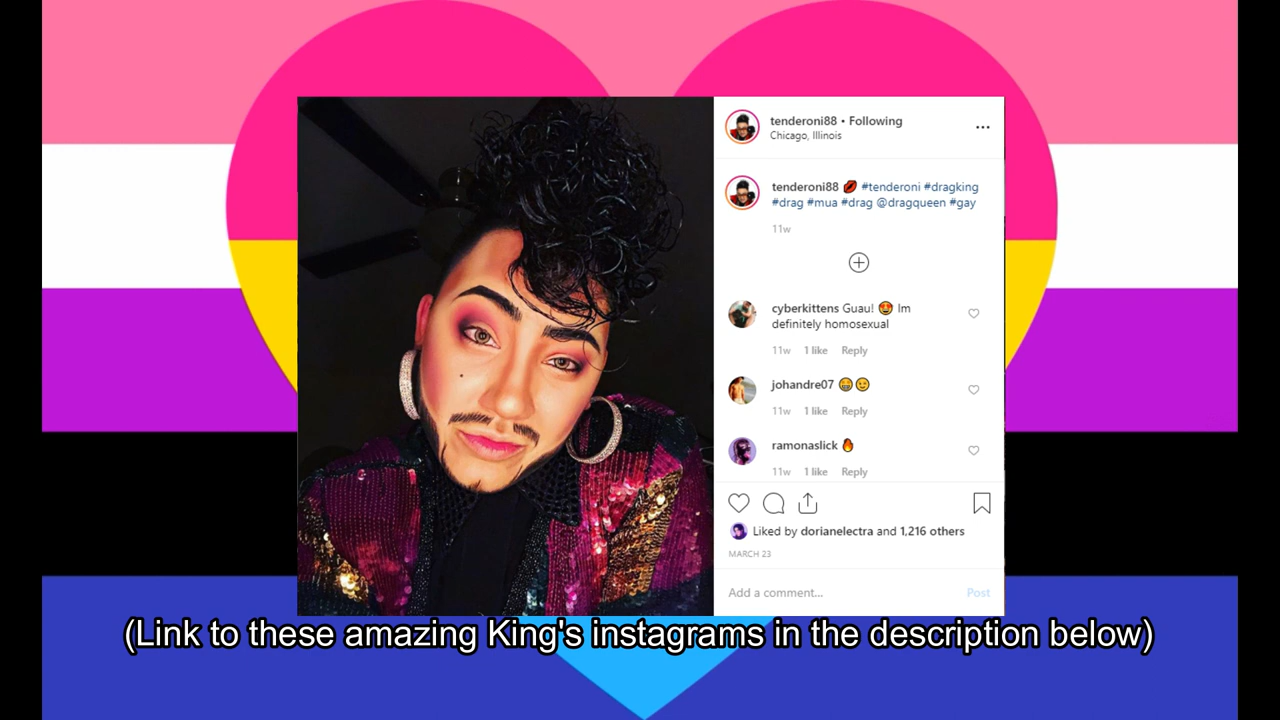 tenderoni88 • Following
Chicago, Illinois
tenderoni88 💋 #tenderoni #dragking
#drag #mua #drag @dragqueen #gay
11w
cyberkittens Guau! 😍 Im
definitely homosexual
11w 1 like Reply
johandre07 🤩😉
11w 1 like Reply
ramonaslick 🔥
11w 1 like Reply
Liked by dorianelectra and 1,216 others
MARCH 23
Add a comment... Post
(Link to these amazing King's instagrams in the description below)